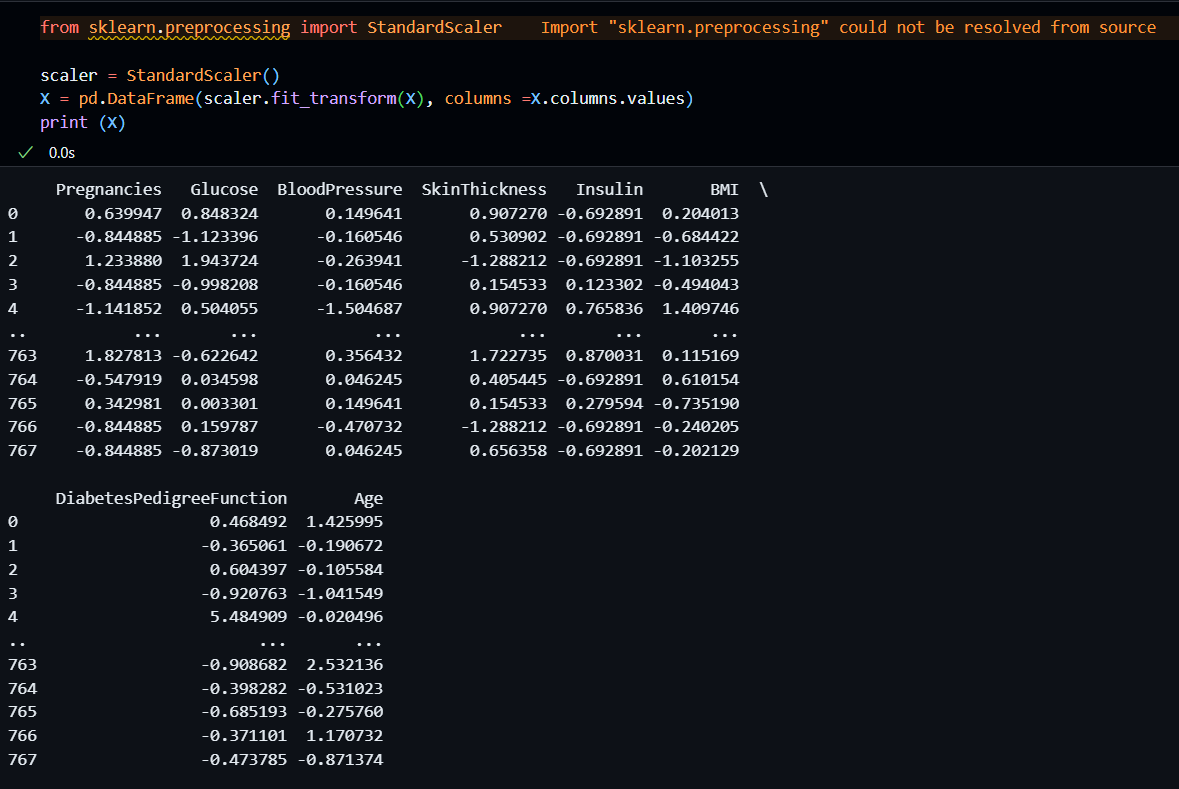 from sklearn.preprocessing import StandardScaler Import "sklearn.preprocessing" could not be resolved from source
scaler = StandardScaler()
X = pd.DataFrame(scaler.fit_transform(X), columns =X.columns.values)
print (X)
0.0s
Pregnancies Glucose BloodPressure SkinThickness Insulin BMI \
0 0.639947 0.848324 0.149641 0.907270 -0.692891 0.204013
1 -0.844885 -1.123396 -0.160546 0.530902 -0.692891 -0.684422
2 1.233880 1.943724 -0.263941 -1.288212 -0.692891 -1.103255
3 -0.844885 -0.998208 -0.160546 0.154533 0.123302 -0.494043
4 -1.141852 0.504055 -1.504687 0.907270 0.765836 1.409746
.. ... ... ... ... ... ...
763 1.827813 -0.622642 0.356432 1.722735 0.870031 0.115169
764 -0.547919 0.034598 0.046245 0.405445 -0.692891 0.610154
765 0.342981 0.003301 0.149641 0.154533 0.279594 -0.735190
766 -0.844885 0.159787 -0.470732 -1.288212 -0.692891 -0.240205
767 -0.844885 -0.873019 0.046245 0.656358 -0.692891 -0.202129
DiabetesPedigreeFunction Age
0 0.468492 1.425995
1 -0.365061 -0.190672
2 0.604397 -0.105584
3 -0.920763 -1.041549
4 5.484909 -0.020496
.. ... ...
763 -0.908682 2.532136
764 -0.398282 -0.531023
765 -0.685193 -0.275760
766 -0.371101 1.170732
767 -0.473785 -0.871374